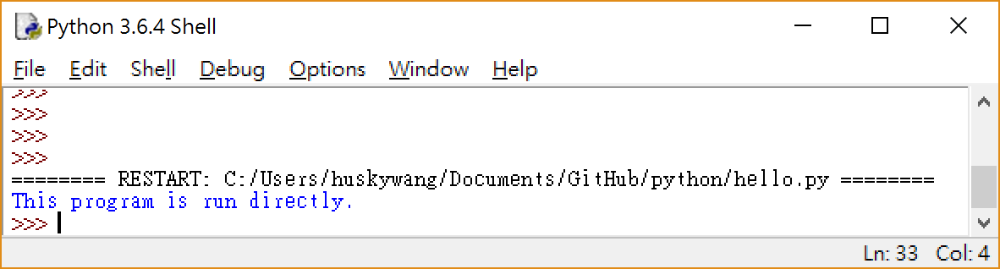 Python 3.6.4 Shell
File Edit Shell Debug Options Window Help
>>>
>>>
>>>
>>>
======== RESTART: C:/Users/huskywang/Documents/GitHub/python/hello.py ========
This program is run directly.
>>>
Ln: 33 Col: 4